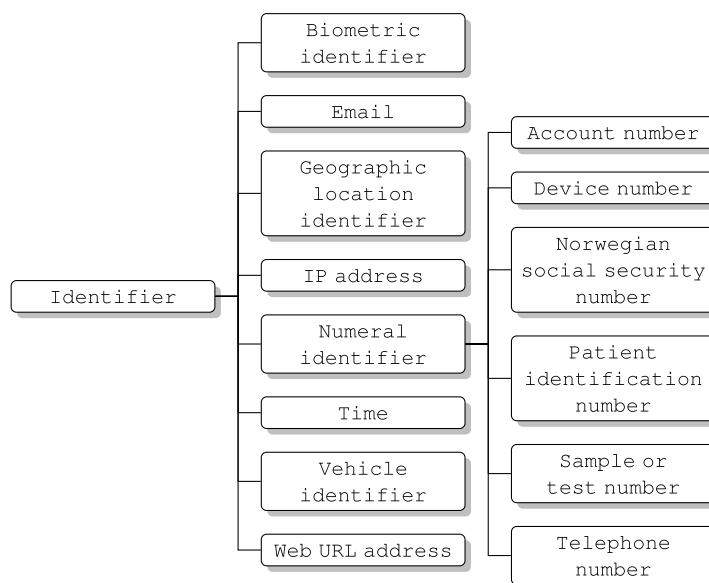 Identifier
Biometric
identifier
Email
Geographic
location
identifier
IP address
Numeral
identifier
Time
Vehicle
identifier
Web URL address
Account number
Device number
Norwegian
social security
number
Patient
identification
number
Sample or
test number
Telephone
number